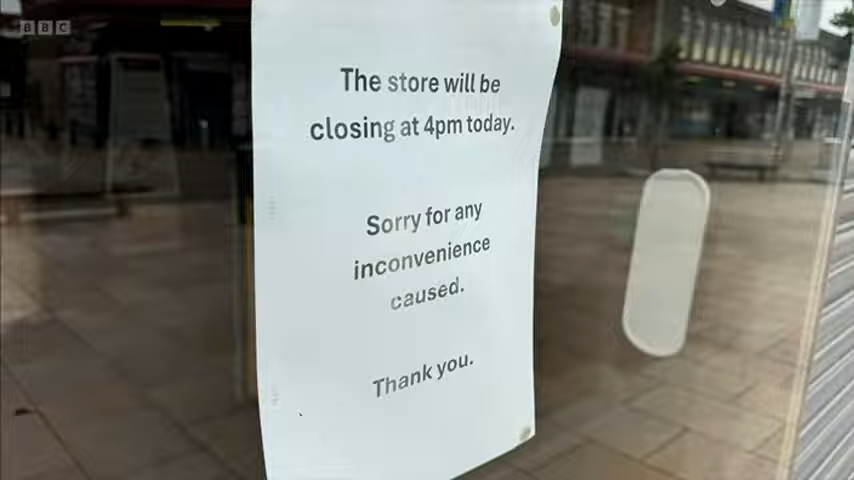 BBC
The store will be
closing at 4pm today.
Sorry for any
inconvenience
caused.
Thank you.